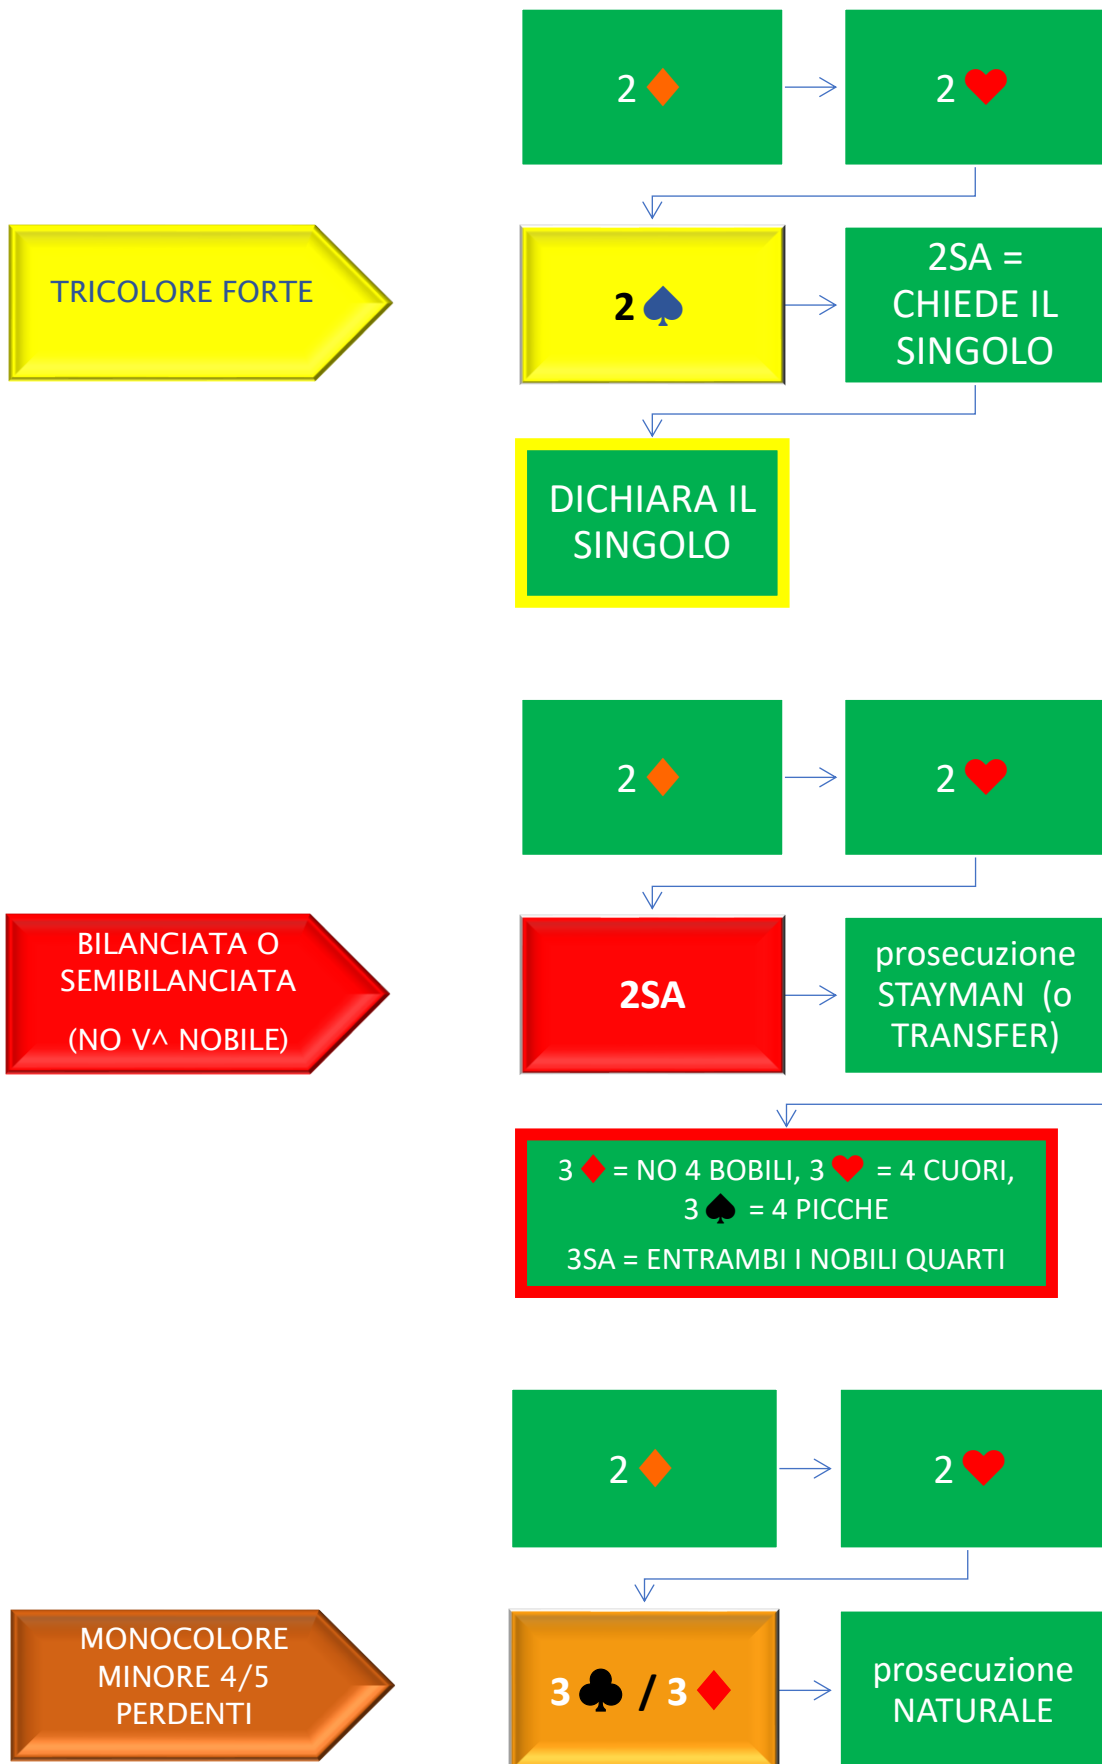 2 ♦
2 ♥
TRICOLORE FORTE
2 ♠
2SA =
CHIEDE IL
SINGOLO
DICHIARA IL
SINGOLO
2 ♦
2 ♥
BILANCIATA O
SEMIBILANCIATA
(NO V^ NOBILE)
2SA
prosecuzione
STAYMAN (o
TRANSFER)
3 ♦ = NO 4 BOBILI, 3 ♥ = 4 CUORI,
3 ♠ = 4 PICCHE
3SA = ENTRAMBI I NOBILI QUARTI
2 ♦
2 ♥
MONOCOLORE
MINORE 4/5
PERDENTI
3 ♣ / 3 ♦
prosecuzione
NATURALE